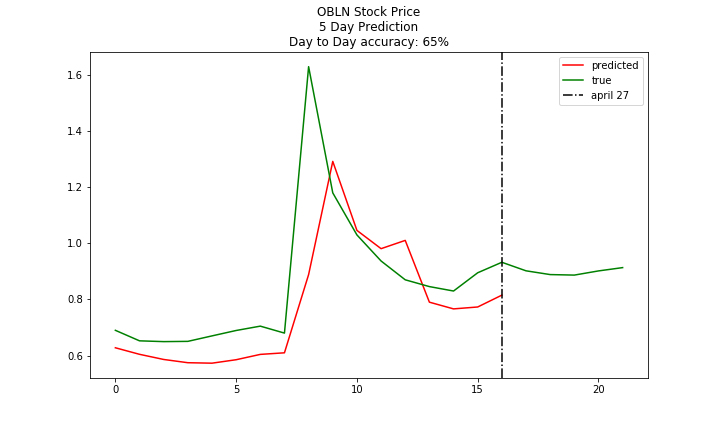 OBLN Stock Price
5 Day Prediction
Day to Day accuracy: 65%
predicted
true
april 27
1.6
1.4
1.2
1.0
0.8
0.6
0
5
10
15
20